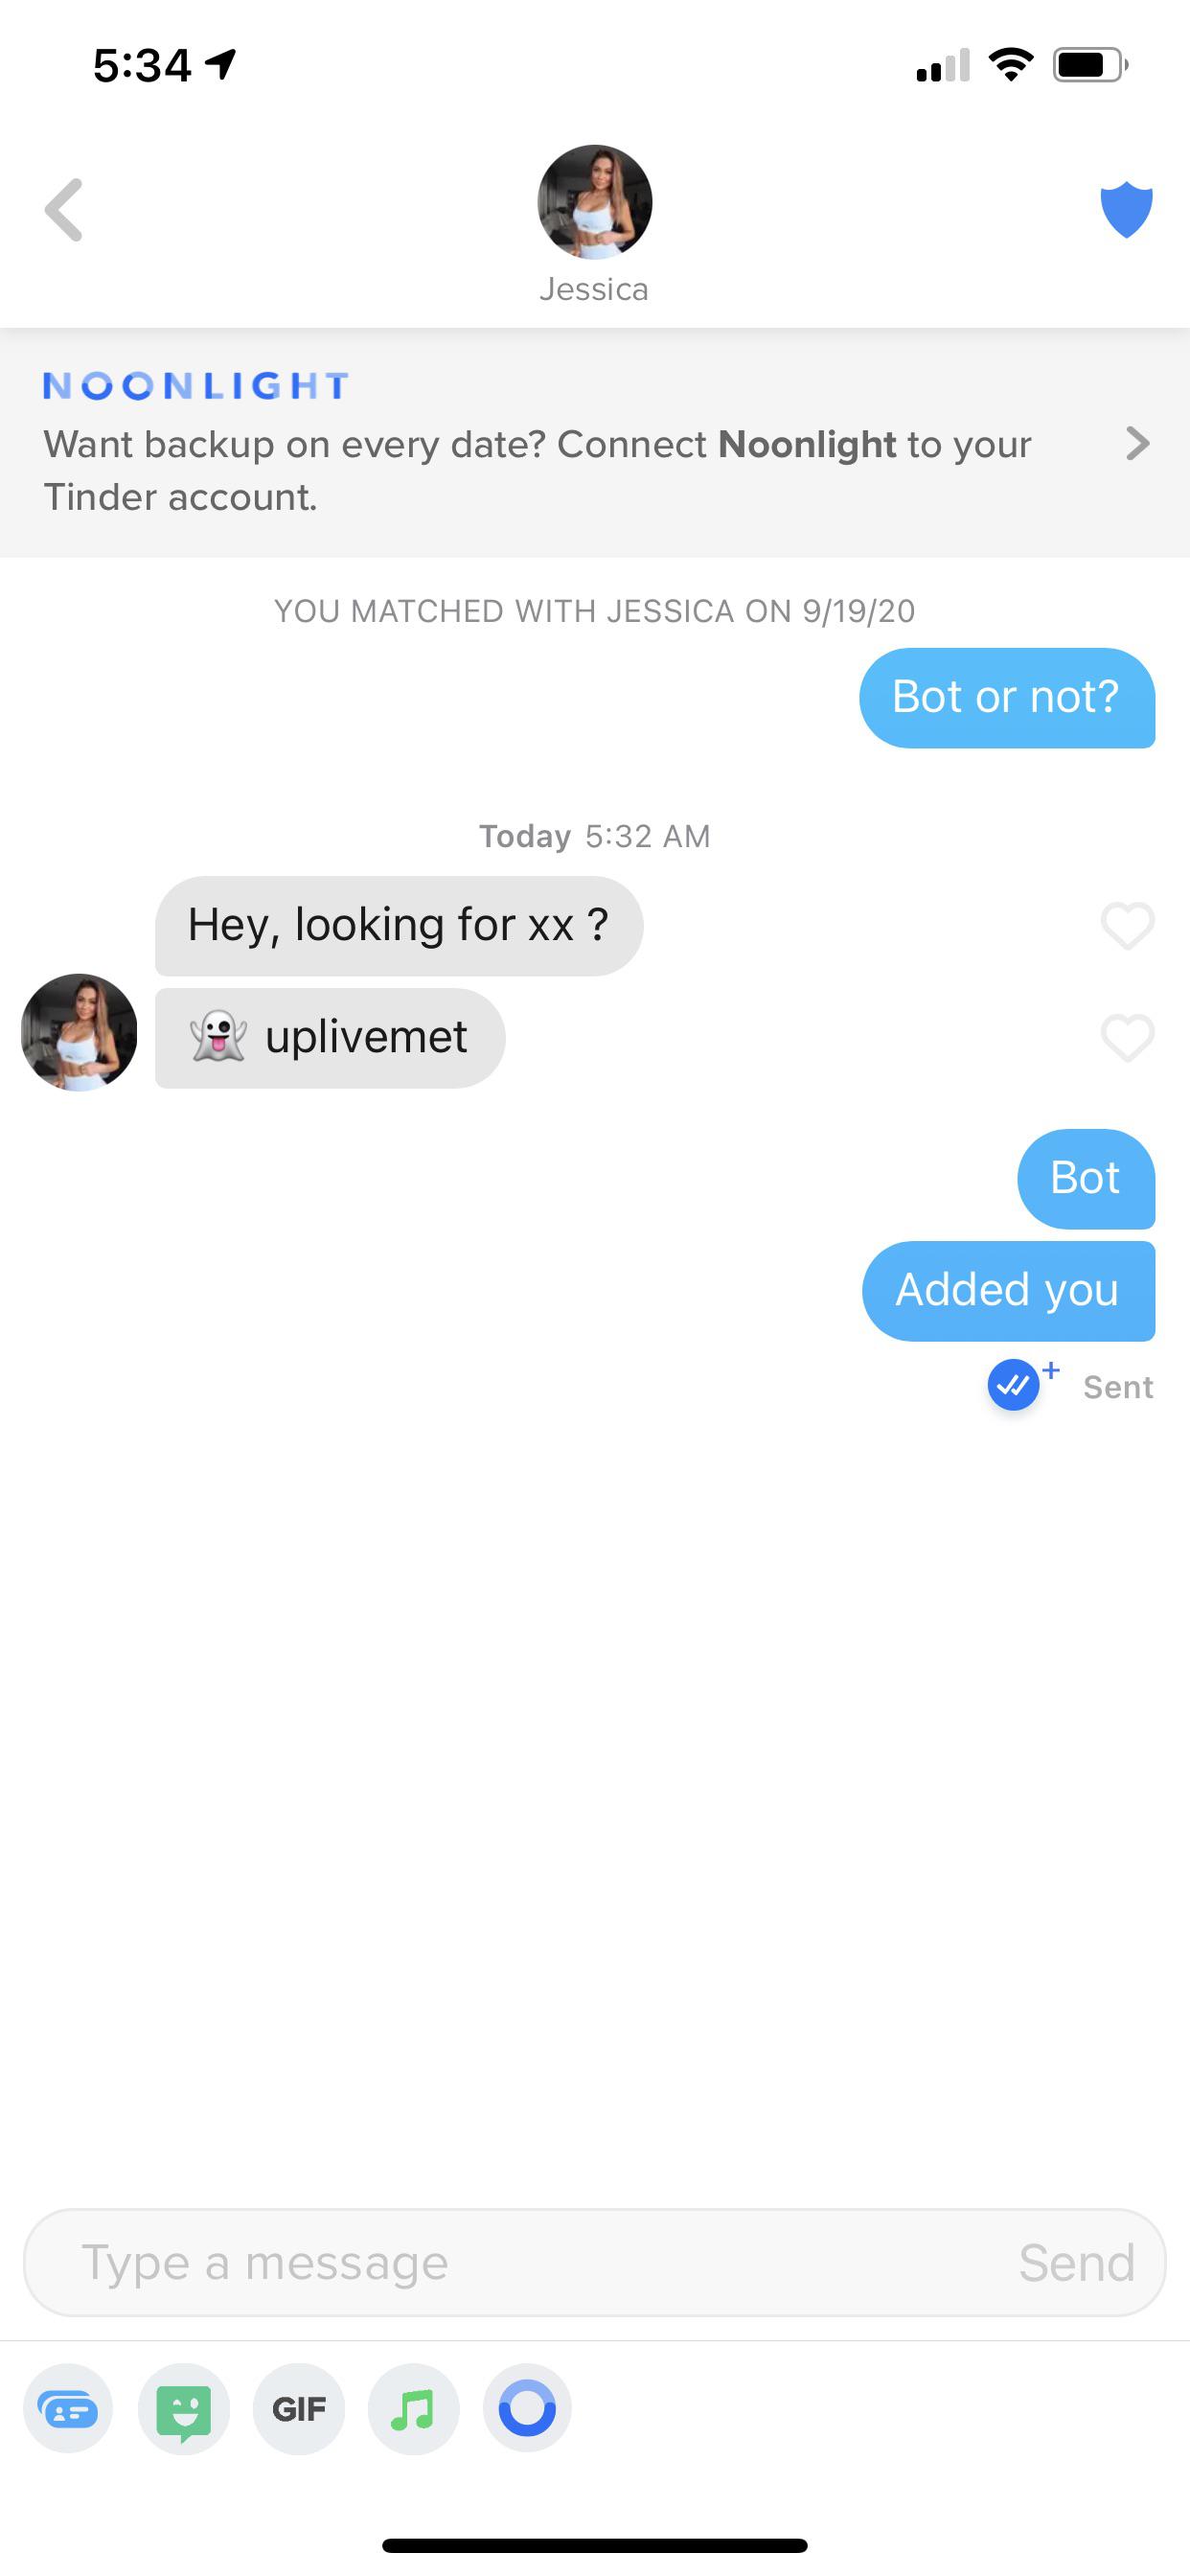 5:34
Jessica
NOONLIGHT
Want backup on every date? Connect Noonlight to your
Tinder account.
YOU MATCHED WITH JESSICA ON 9/19/20
Bot or not?
Today 5:32 AM
Hey, looking for xx ?
👻 uplivemet
Bot
Added you
Sent
Type a message
Send
GIF